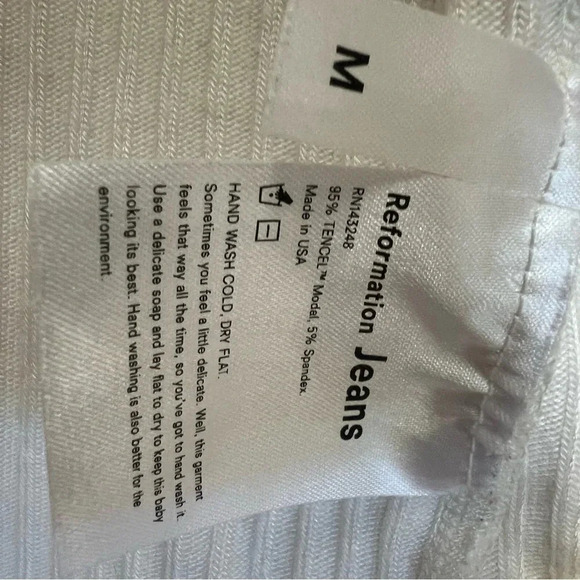 M
Reformation Jeans
RN143248
95% TENCEL™ Modal, 5% Spandex
Made in USA
HAND WASH COLD, DRY FLAT.
Sometimes you feel a little delicate. Well, this garment
feels that way all the time, so you've got to hand wash it.
Use a delicate soap and lay flat to dry to keep this baby
looking its best. Hand washing is also better for the
environment.